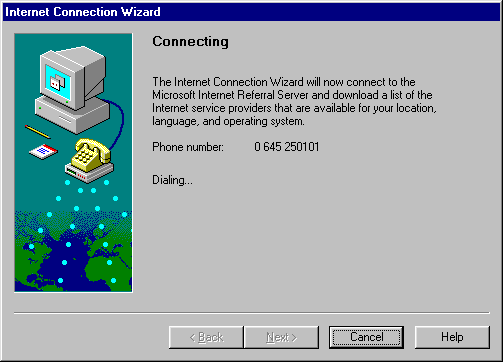 Internet Connection Wizard
Connecting
The Internet Connection Wizard will now connect to the
Microsoft Internet Referral Server and download a list of the
Internet service providers that are available for your location,
language, and operating system.
Phone number: 0 645 250101
Dialing...
< Back Next > Cancel Help